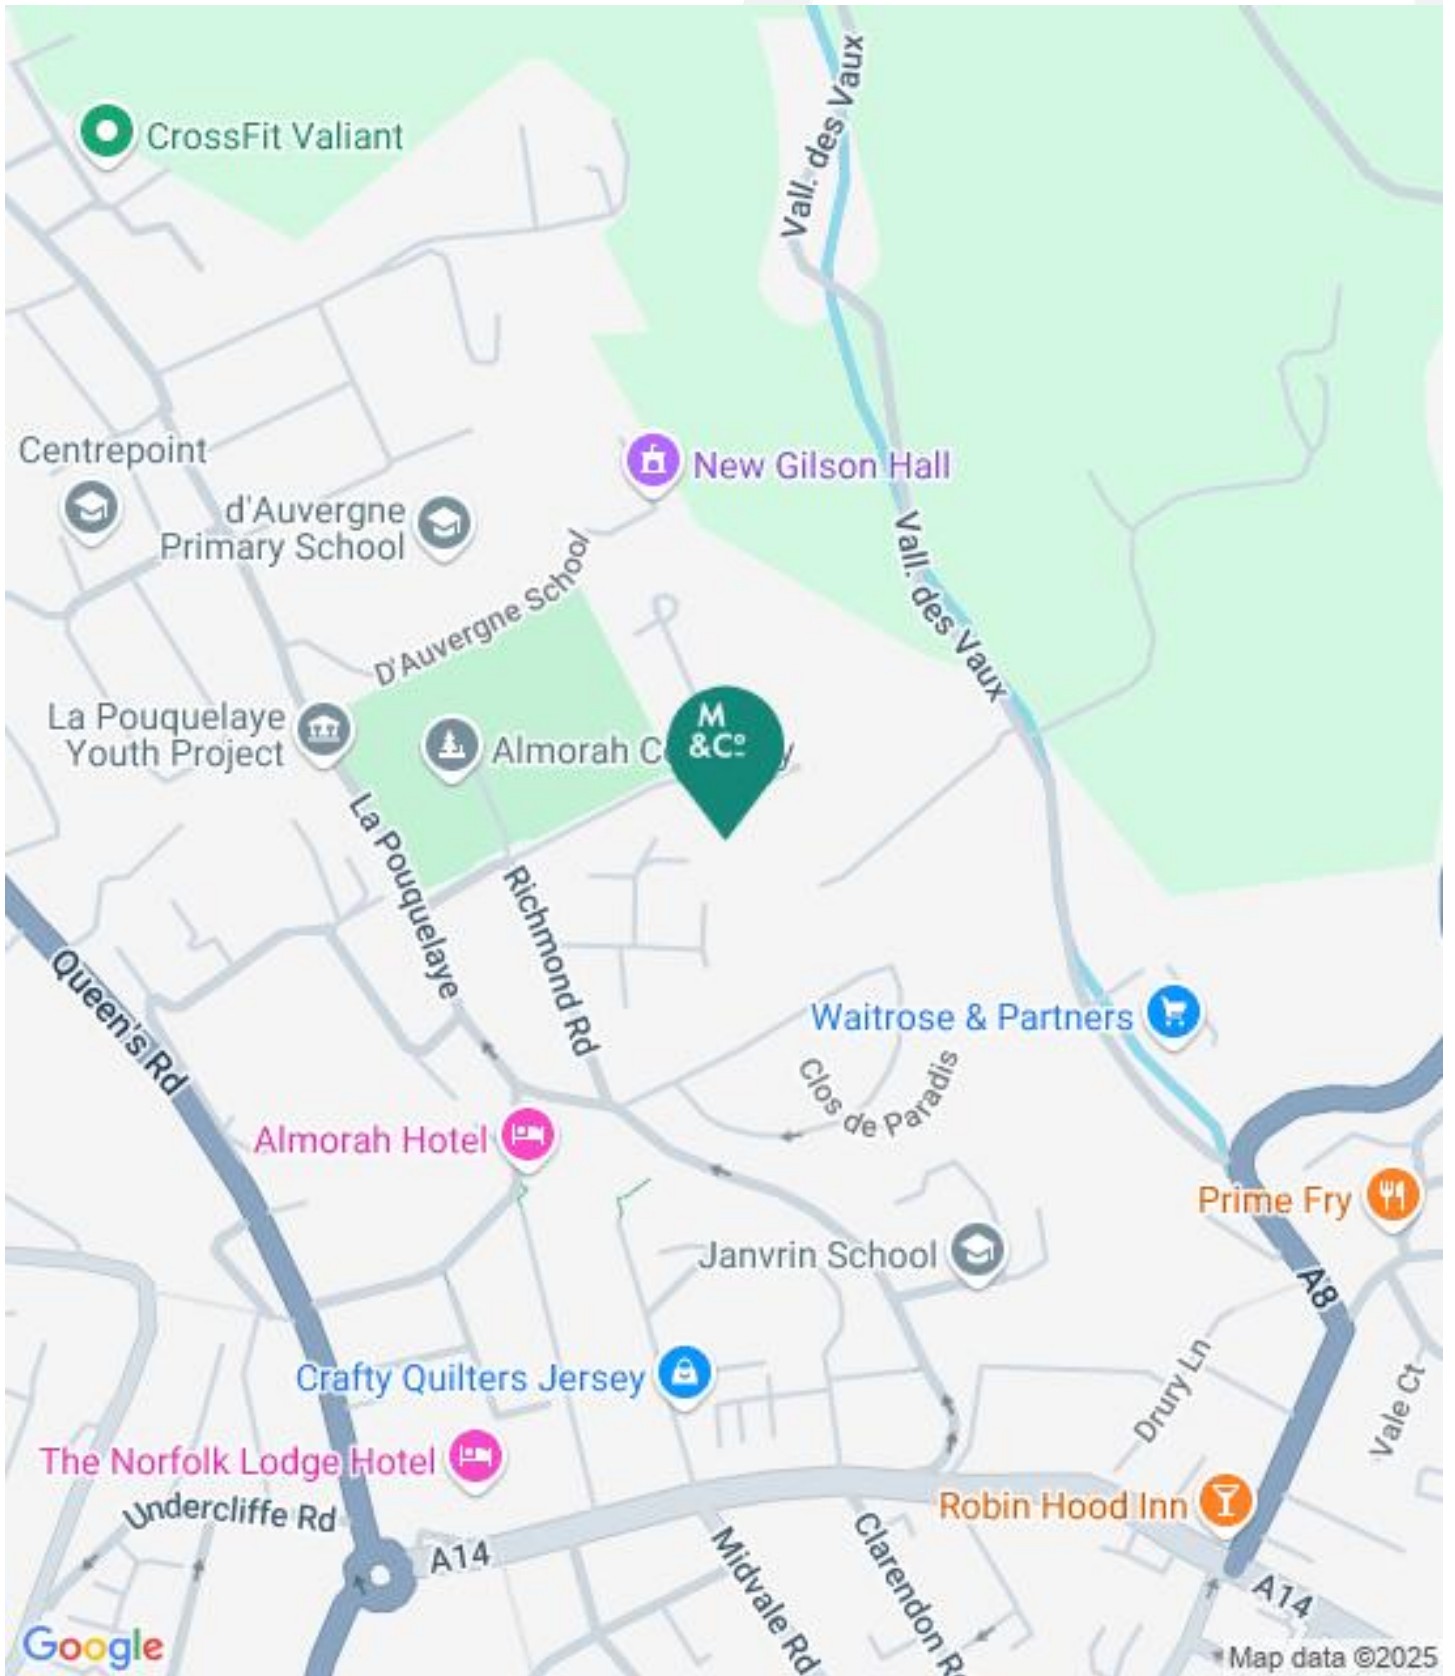 Vall. des Vaux
CrossFit Valiant
Centrepoint
New Gilson Hall
d'Auvergne
Primary School
D'Auvergne School
Vall. des Vaux
La Pouquelaye
Youth Project
M
&Cº
Almorah C
y
La Pouquelaye
Richmond Rd
Queen's Rd
Waitrose & Partners
Clos de Paradis
Almorah Hotel
Prime Fry
Janvrin School
A8
Crafty Quilters Jersey
Drury Ln
Vale Ct
The Norfolk Lodge Hotel
Undercliffe Rd
Robin Hood Inn
A14
Midvale Rd
Clarendon R
A14
Google
Map data ©2025